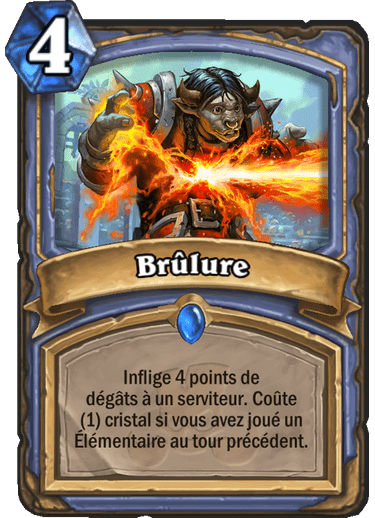 4
Brûlure
Inflige 4 points de
dégâts à un serviteur. Coûte
(1) cristal si vous avez joué un
Élémentaire au tour précédent.